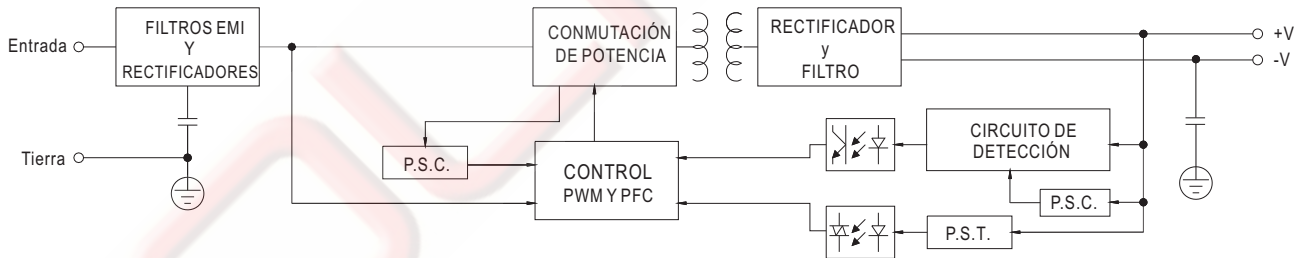 Entrada
FILTROS EMI
Y
RECTIFICADORES
CONMUTACIÓN
DE POTENCIA
RECTIFICADOR
y
FILTRO
+V
-V
Tierra
P.S.C.
CONTROL
PWM Y PFC
CIRCUITO DE
DETECCIÓN
P.S.C.
P.S.T.